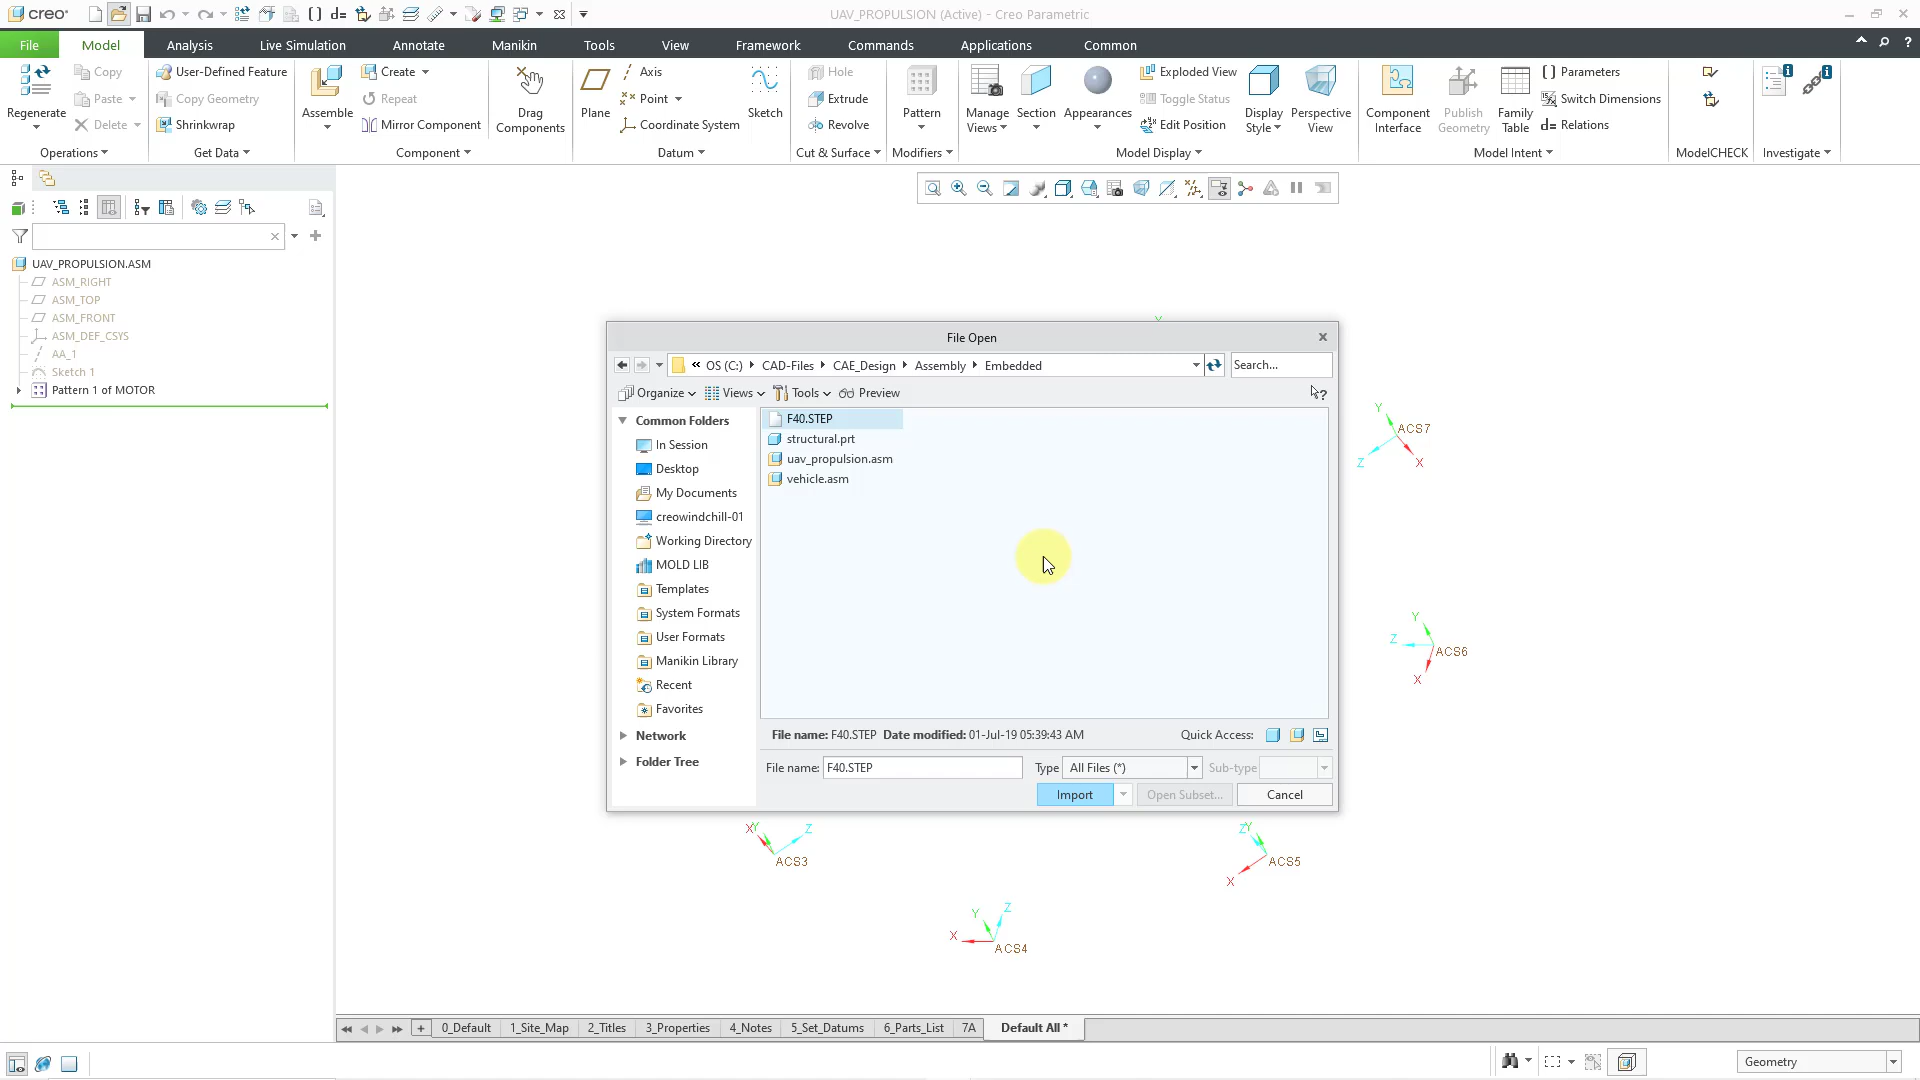 creo
UAV_PROPULSION (Active) - Creo Parametric
File
Model
Analysis
Live Simulation
Annotate
Manikin
Tools
View
Framework
Commands
Applications
Common
Regenerate
Copy
Paste
Delete
Operations
User-Defined Feature
Copy Geometry
Shrinkwrap
Get Data
Assemble
Create
Repeat
Mirror Component
Component
Drag
Components
Plane
Axis
Point
Coordinate System
Sketch
Datum
Hole
Extrude
Revolve
Cut & Surface
Pattern
Modifiers
Manage
Views
Section
Appearances
Exploded View
Toggle Status
Edit Position
Display
Style
Perspective
View
Model Display
Component
Interface
Publish
Geometry
Family
Table
Parameters
Switch Dimensions
Relations
Model Intent
ModelCHECK
Investigate
UAV_PROPULSION.ASM
ASM_RIGHT
ASM_TOP
ASM_FRONT
ASM_DEF_CSYS
AA_1
Sketch 1
Pattern 1 of MOTOR
File Open
« OS (C:) CAD-Files CAE_Design Assembly Embedded
Search...
Organize Views Tools Preview
Common Folders
In Session
Desktop
My Documents
creowindchill-01
Working Directory
MOLD LIB
Templates
System Formats
User Formats
Manikin Library
Recent
Favorites
Network
Folder Tree
F40.STEP
structural.prt
uav_propulsion.asm
vehicle.asm
File name: F40.STEP Date modified: 01-Jul-19 05:39:43 AM
Quick Access:
File name: F40.STEP
Type All Files (*)
Sub-type
Import
Open Subset...
Cancel
Y
Y
ACS7
Z
X
Y
Z
ACS6
X
X
Y
Z
ACS3
Z
Y
ACS5
X
Y
Z
X
ACS4
0_Default
1_Site_Map
2_Titles
3_Properties
4_Notes
5_Set_Datums
6_Parts_List
7A
Default All *
Geometry